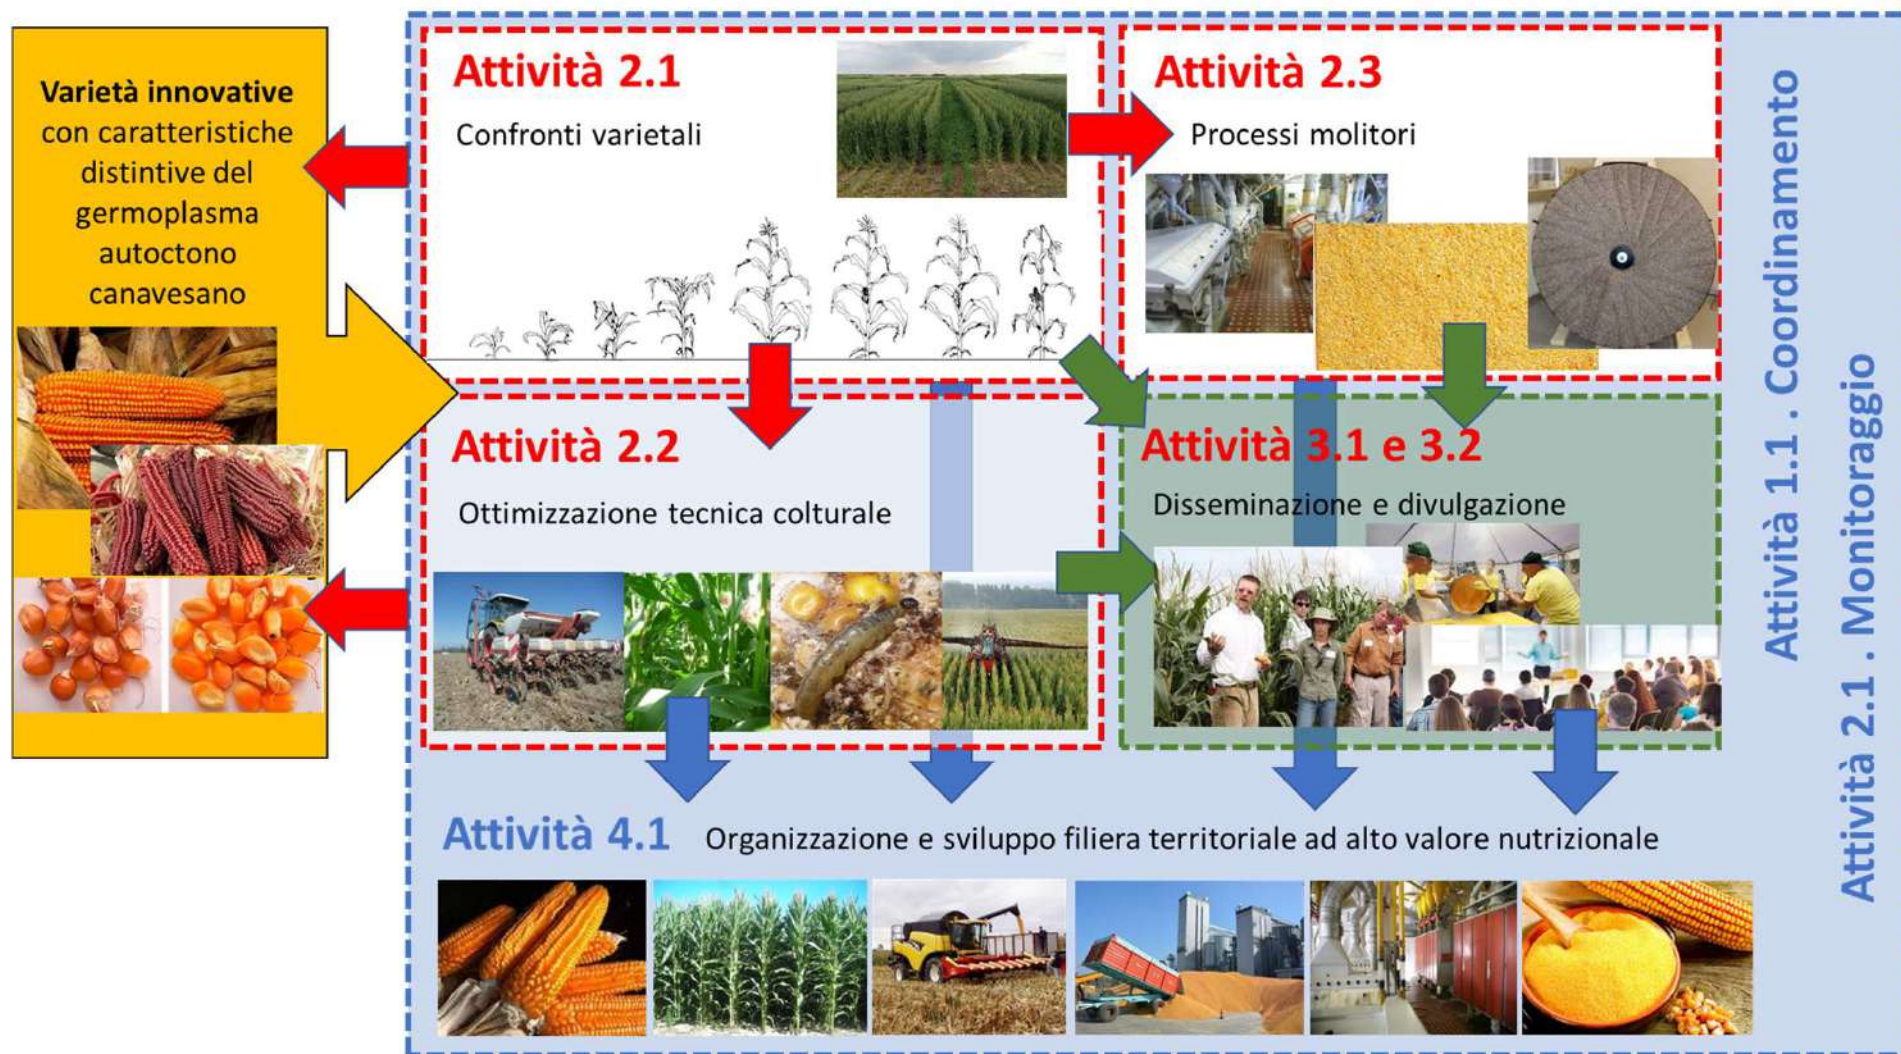 Varietà innovative
con caratteristiche
distintive del
germoplasma
autoctono
canavesano
Attività 2.1
Confronti varietali
Attività 2.3
Processi molitori
Attività 2.2
Ottimizzazione tecnica colturale
Attività 3.1 e 3.2
Disseminazione e divulgazione
Attività 4.1 Organizzazione e sviluppo filiera territoriale ad alto valore nutrizionale
Attività 1.1 . Coordinamento
Attività 2.1 . Monitoraggio